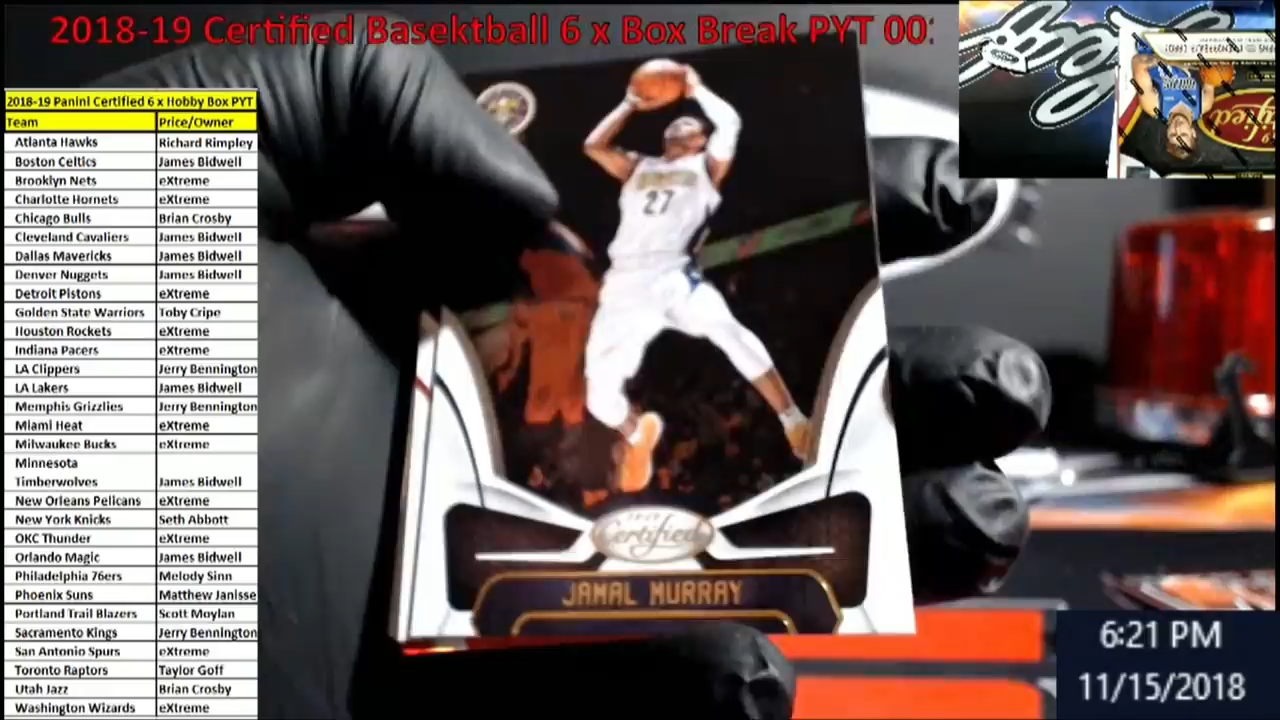 2018-19 Certified Basektball 6 x Box Break PYT 00
2018-19 Panini Certified 6 x Hobby Box PYT
Team Price/Owner
Atlanta Hawks Richard Rimpley
Boston Celtics James Bidwell
Brooklyn Nets eXtreme
Charlotte Hornets eXtreme
Chicago Bulls Brian Crosby
Cleveland Cavaliers James Bidwell
Dallas Mavericks James Bidwell
Denver Nuggets James Bidwell
Detroit Pistons eXtreme
Golden State Warriors Toby Cripe
Houston Rockets eXtreme
Indiana Pacers eXtreme
LA Clippers Jerry Bennington
LA Lakers James Bidwell
Memphis Grizzlies Jerry Bennington
Miami Heat eXtreme
Milwaukee Bucks eXtreme
Minnesota
Timberwolves James Bidwell
New Orleans Pelicans eXtreme
New York Knicks Seth Abbott
OKC Thunder eXtreme
Orlando Magic James Bidwell
Philadelphia 76ers Melody Sinn
Phoenix Suns Matthew Janisse
Portland Trail Blazers Scott Moylan
Sacramento Kings Jerry Bennington
San Antonio Spurs eXtreme
Toronto Raptors Taylor Goff
Utah Jazz Brian Crosby
Washington Wizards eXtreme
27
Certified
JAMAL MURRAY
6:21 PM
11/15/2018